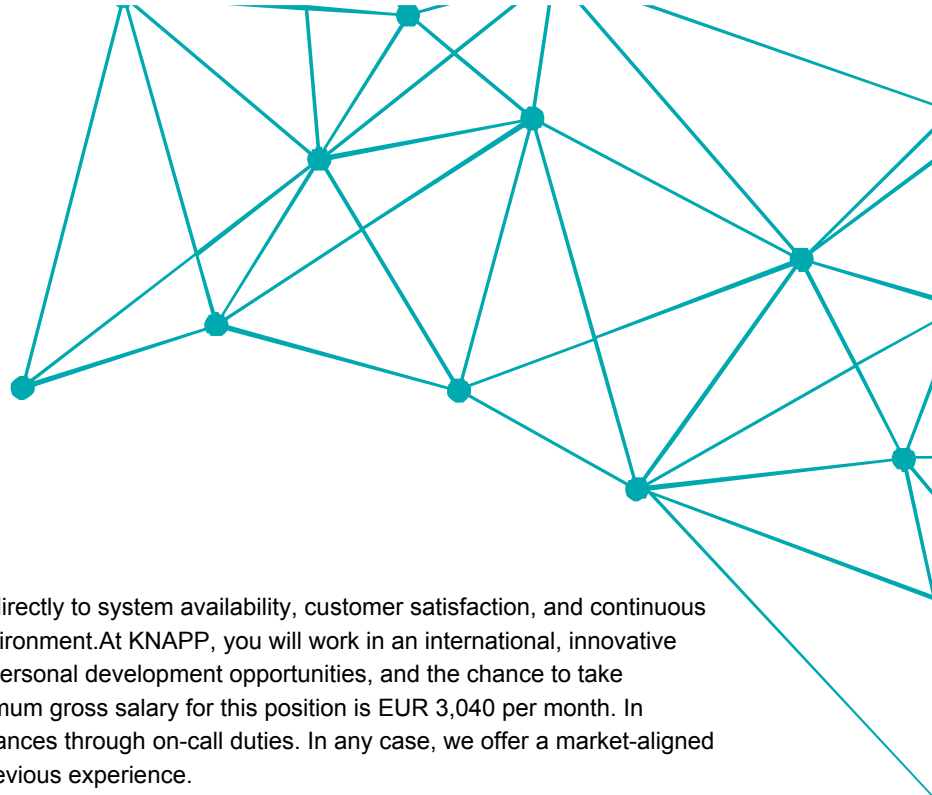 directly to system availability, customer satisfaction, and continuous
ironment.At KNAPP, you will work in an international, innovative
ersonal development opportunities, and the chance to take
mum gross salary for this position is EUR 3,040 per month. In
ances through on-call duties. In any case, we offer a market-aligned
evious experience.